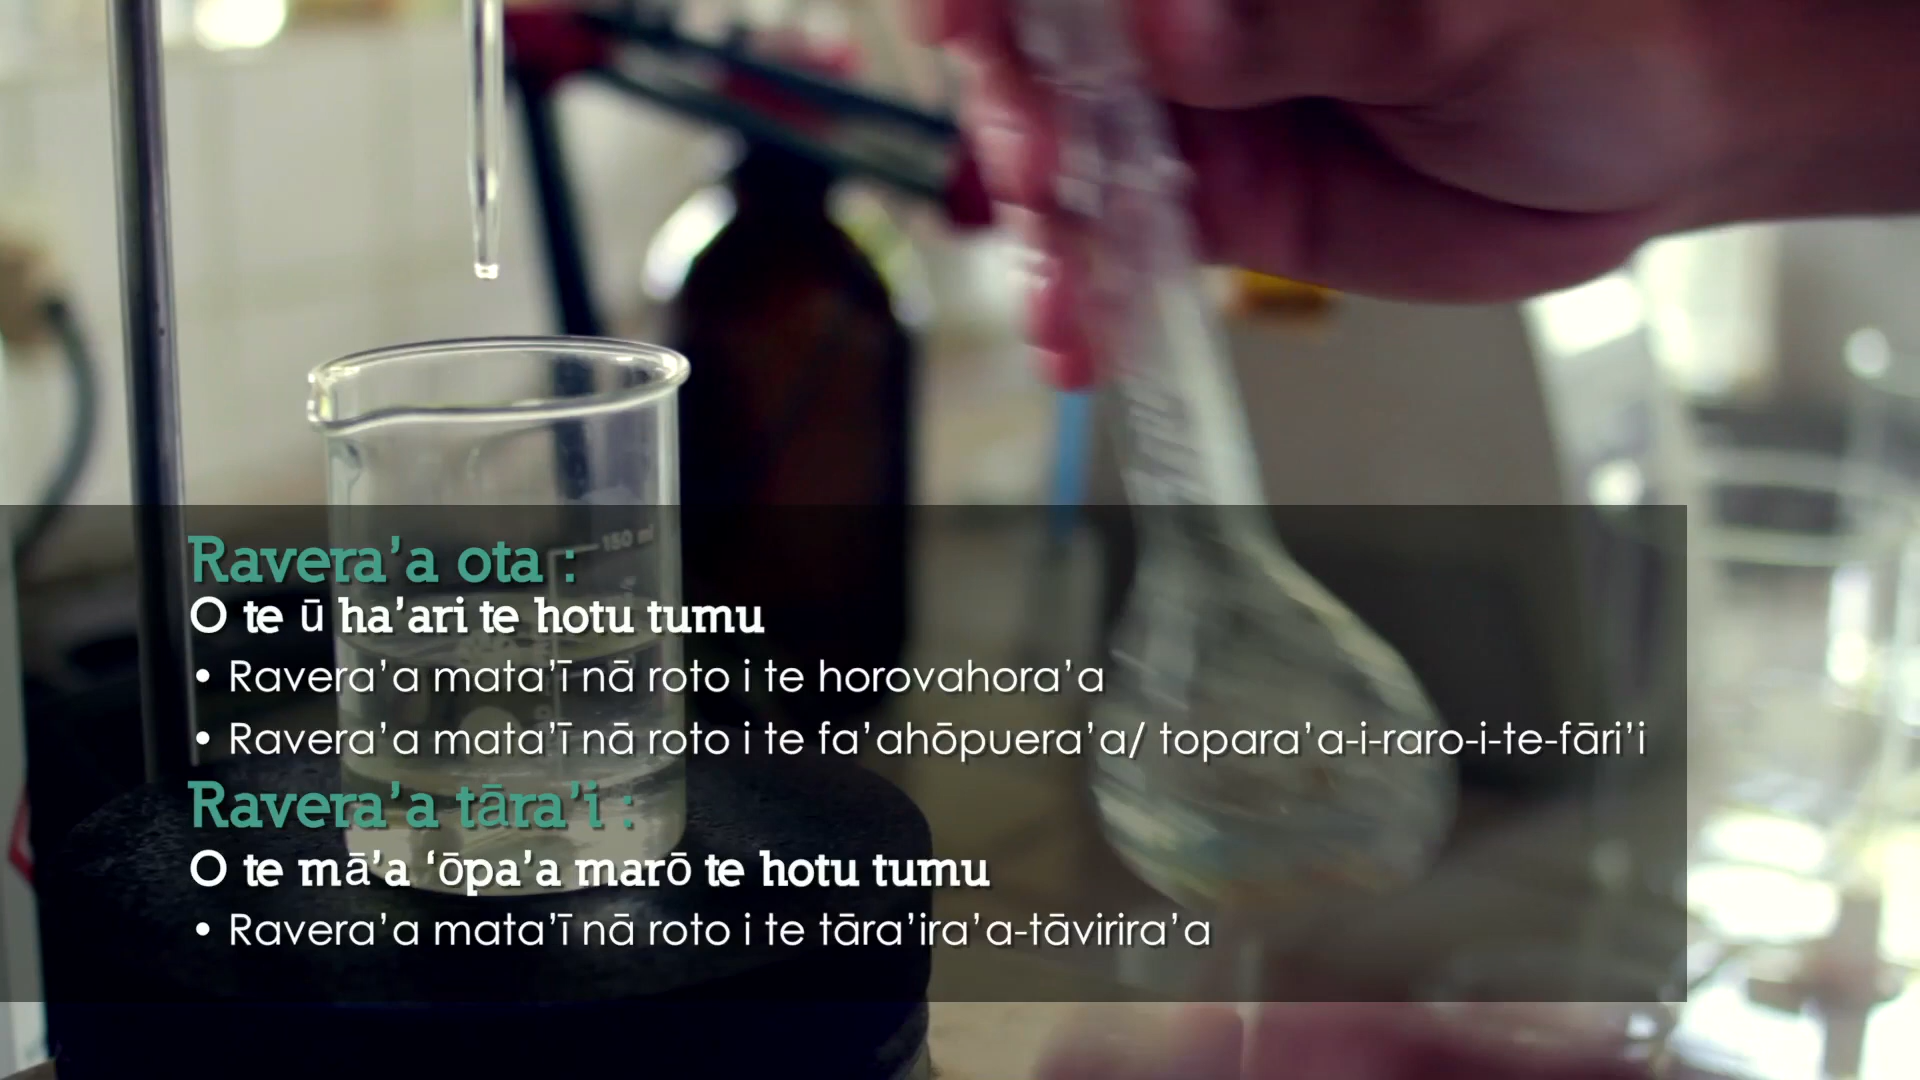 Ravera’a ota :
O te ū ha’ari te hotu tumu
• Ravera’a mata’ī nā roto i te horovahora’a
• Ravera’a mata’ī nā roto i te fa’ahōpuera’a/ topara’a-i-raro-i-te-fāri’i
Ravera’a tāra’i :
O te mā’a ‘ōpa’a marō te hotu tumu
• Ravera’a mata’ī nā roto i te tāra’ira’a-tāvirira’a
150 ml